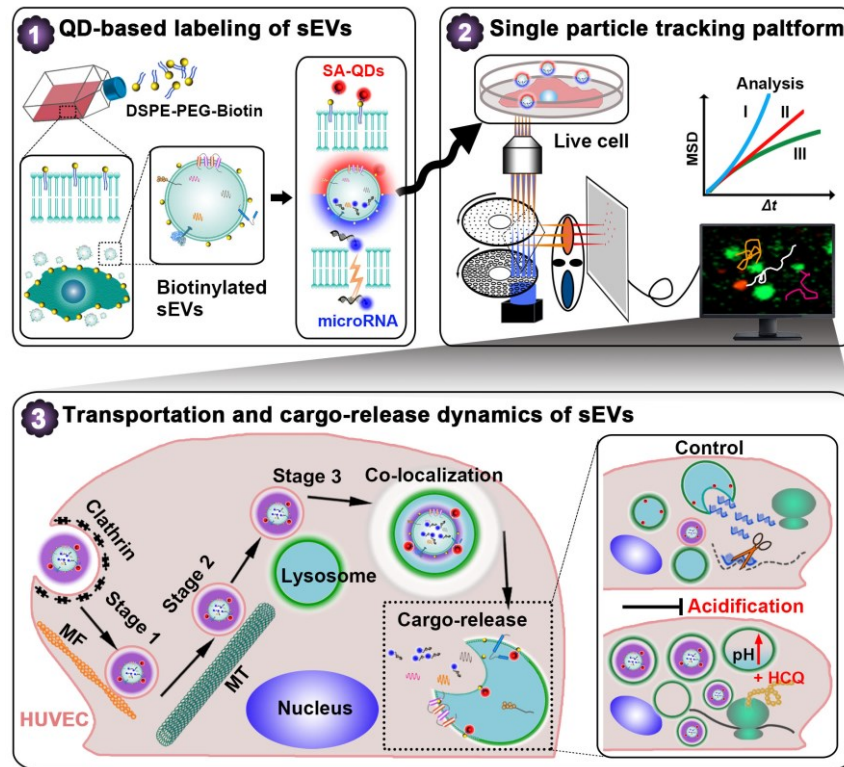 1 QD-based labeling of sEVs
DSPE-PEG-Biotin
Biotinylated
sEVs
SA-QDs
microRNA
2 Single particle tracking paltform
Live cell
Analysis
I
II
III
MSD
Δt
3 Transportation and cargo-release dynamics of sEVs
Clathrin
Stage 1
MF
HUVEC
Stage 2
MT
Stage 3
Lysosome
Nucleus
Co-localization
Cargo-release
Control
Acidification
pH
+ HCQ